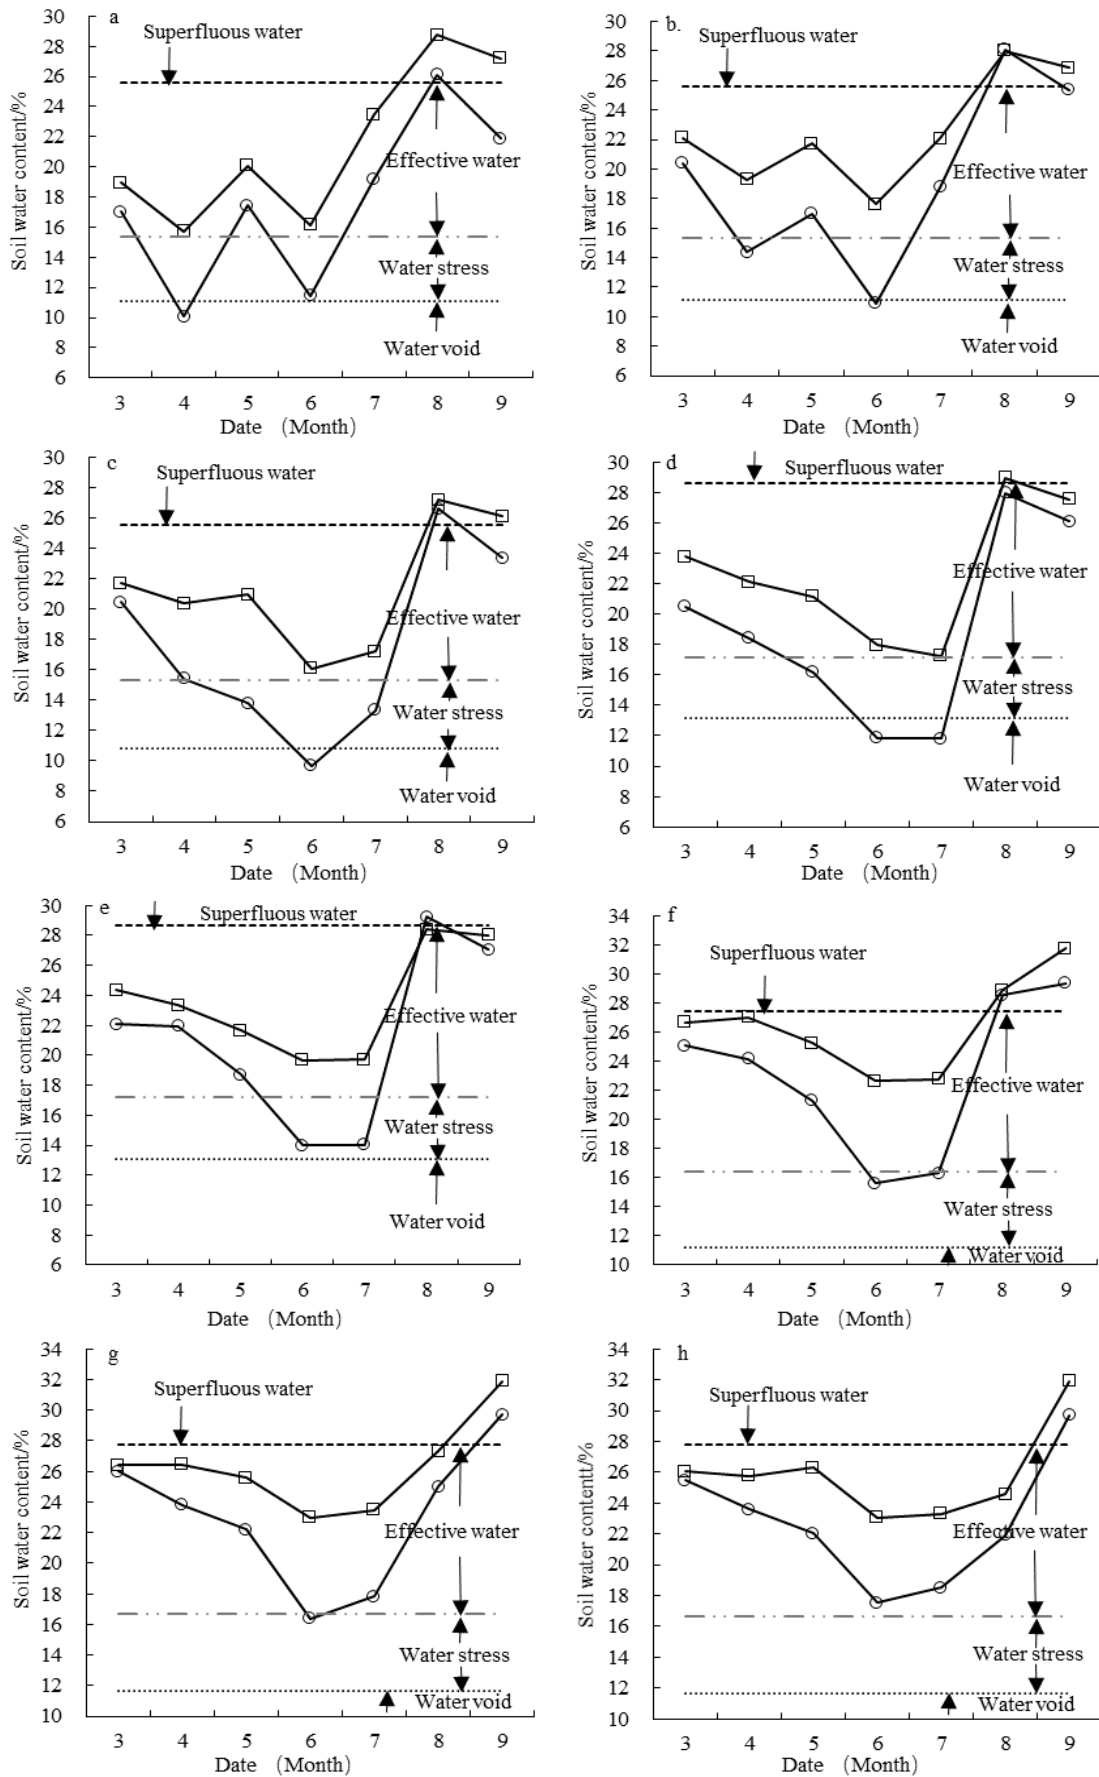 a
Superfluous water
Effective water
Water stress
Water void
Soil water content/%
30
28
26
24
22
20
18
16
14
12
10
8
6
3 4 5 6 7 8 9
Date (Month)
b.
Superfluous water
Effective water
Water stress
Water void
Soil water content/%
30
28
26
24
22
20
18
16
14
12
10
8
6
3 4 5 6 7 8 9
Date (Month)
c
Superfluous water
Effective water
Water stress
Water void
Soil water content/%
30
28
26
24
22
20
18
16
14
12
10
8
6
3 4 5 6 7 8 9
Date (Month)
d
Superfluous water
Effective water
Water stress
Water void
Soil water content/%
30
28
26
24
22
20
18
16
14
12
10
8
6
3 4 5 6 7 8 9
Date (Month)
e
Superfluous water
Effective water
Water stress
Water void
Soil water content/%
30
28
26
24
22
20
18
16
14
12
10
8
6
3 4 5 6 7 8 9
Date (Month)
f
Superfluous water
Effective water
Water stress
Water void
Soil water content/%
34
32
30
28
26
24
22
20
18
16
14
12
10
3 4 5 6 7 8 9
Date (Month)
g
Superfluous water
Effective water
Water stress
Water void
Soil water content/%
34
32
30
28
26
24
22
20
18
16
14
12
10
3 4 5 6 7 8 9
Date (Month)
h
Superfluous water
Effective water
Water stress
Water void
Soil water contentt/%
34
32
30
28
26
24
22
20
18
16
14
12
10
3 4 5 6 7 8 9
Date (Month)